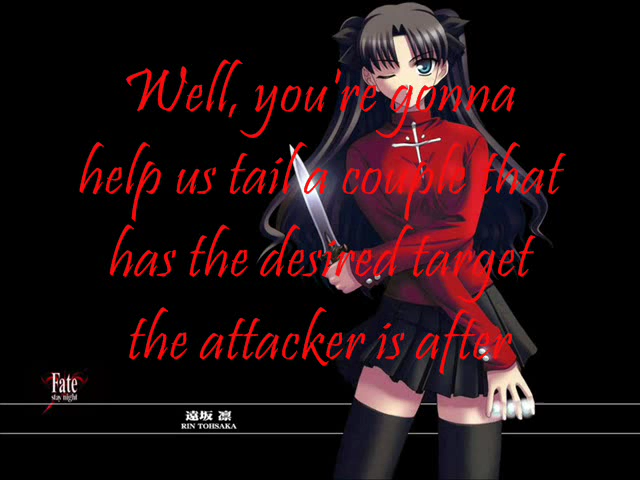 Well, you're gonna
help us tail a couple that
has the desired target
the attacker is after
Fate
stay night
遠坂 凛
RIN TOHSAKA